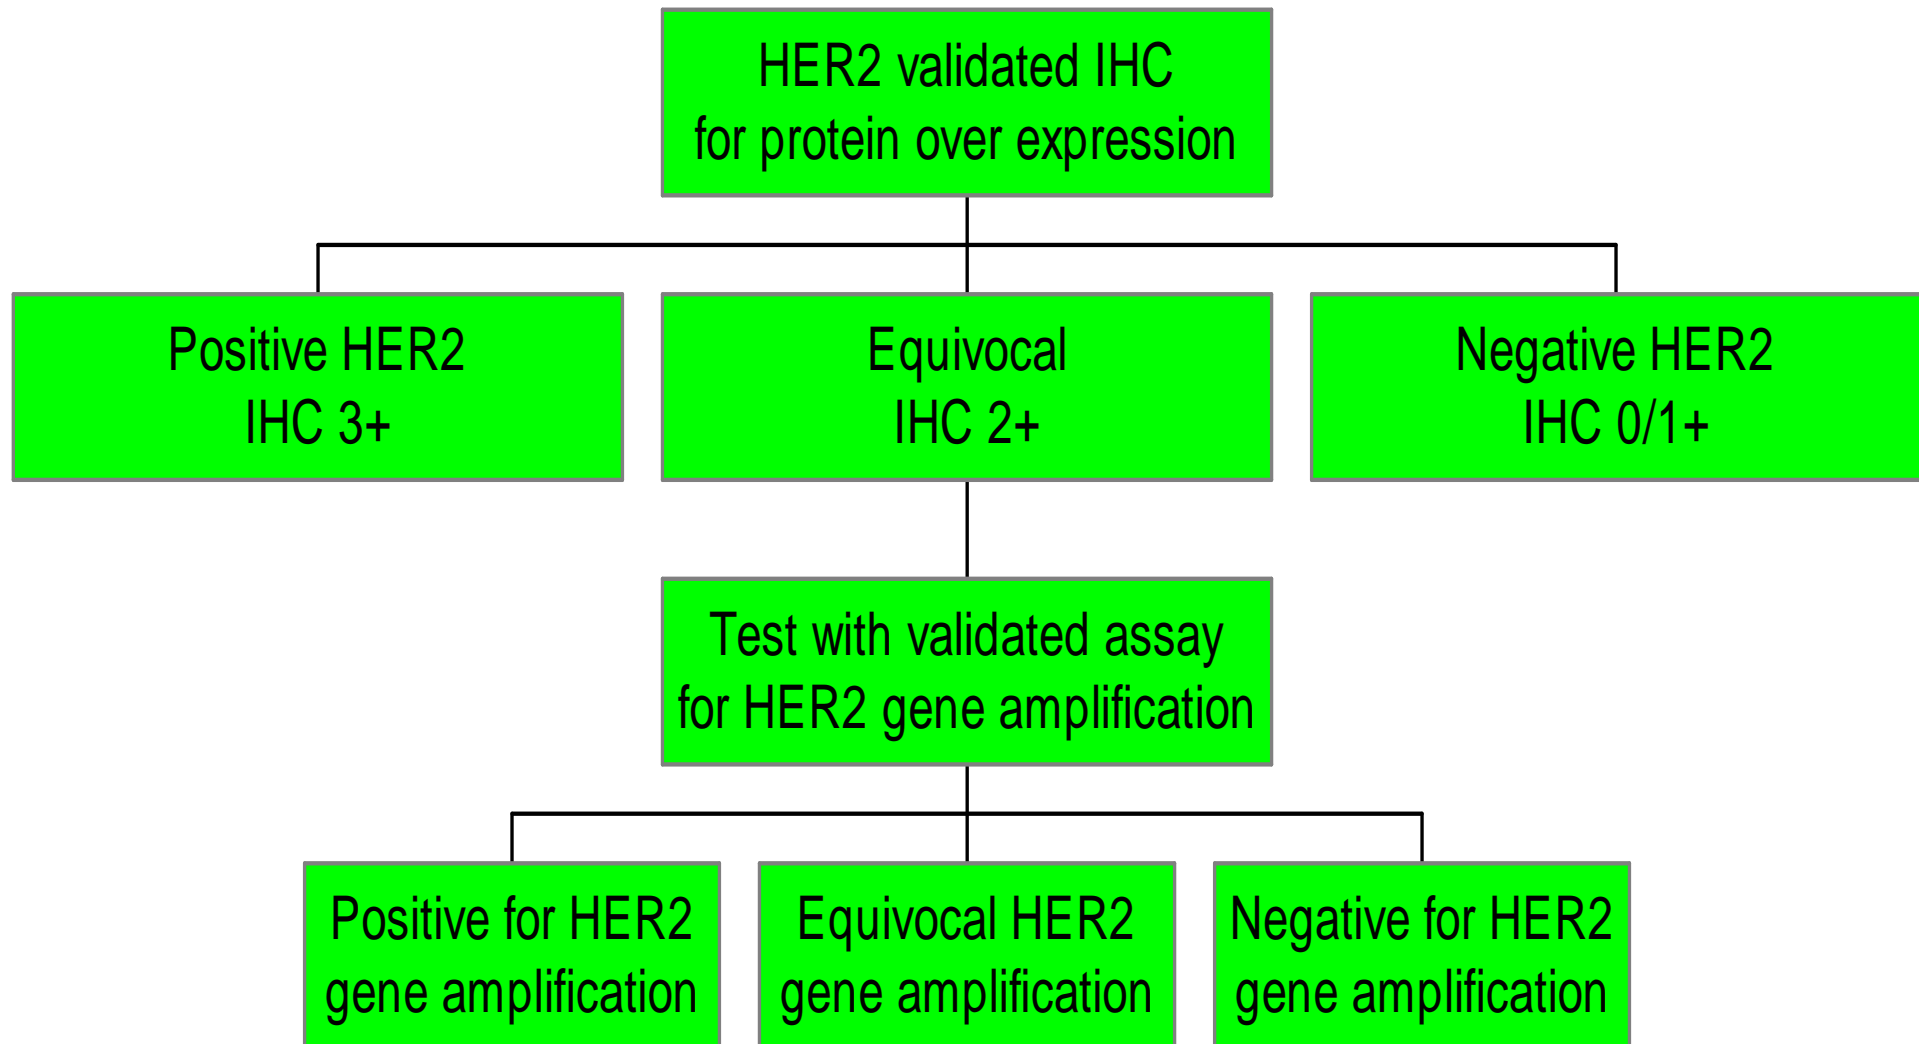 HER2 validated IHC
for protein over expression
Positive HER2
IHC 3+
Equivocal
IHC 2+
Negative HER2
IHC 0/1+
Test with validated assay
for HER2 gene amplification
Positive for HER2
gene amplification
Equivocal HER2
gene amplification
Negative for HER2
gene amplification